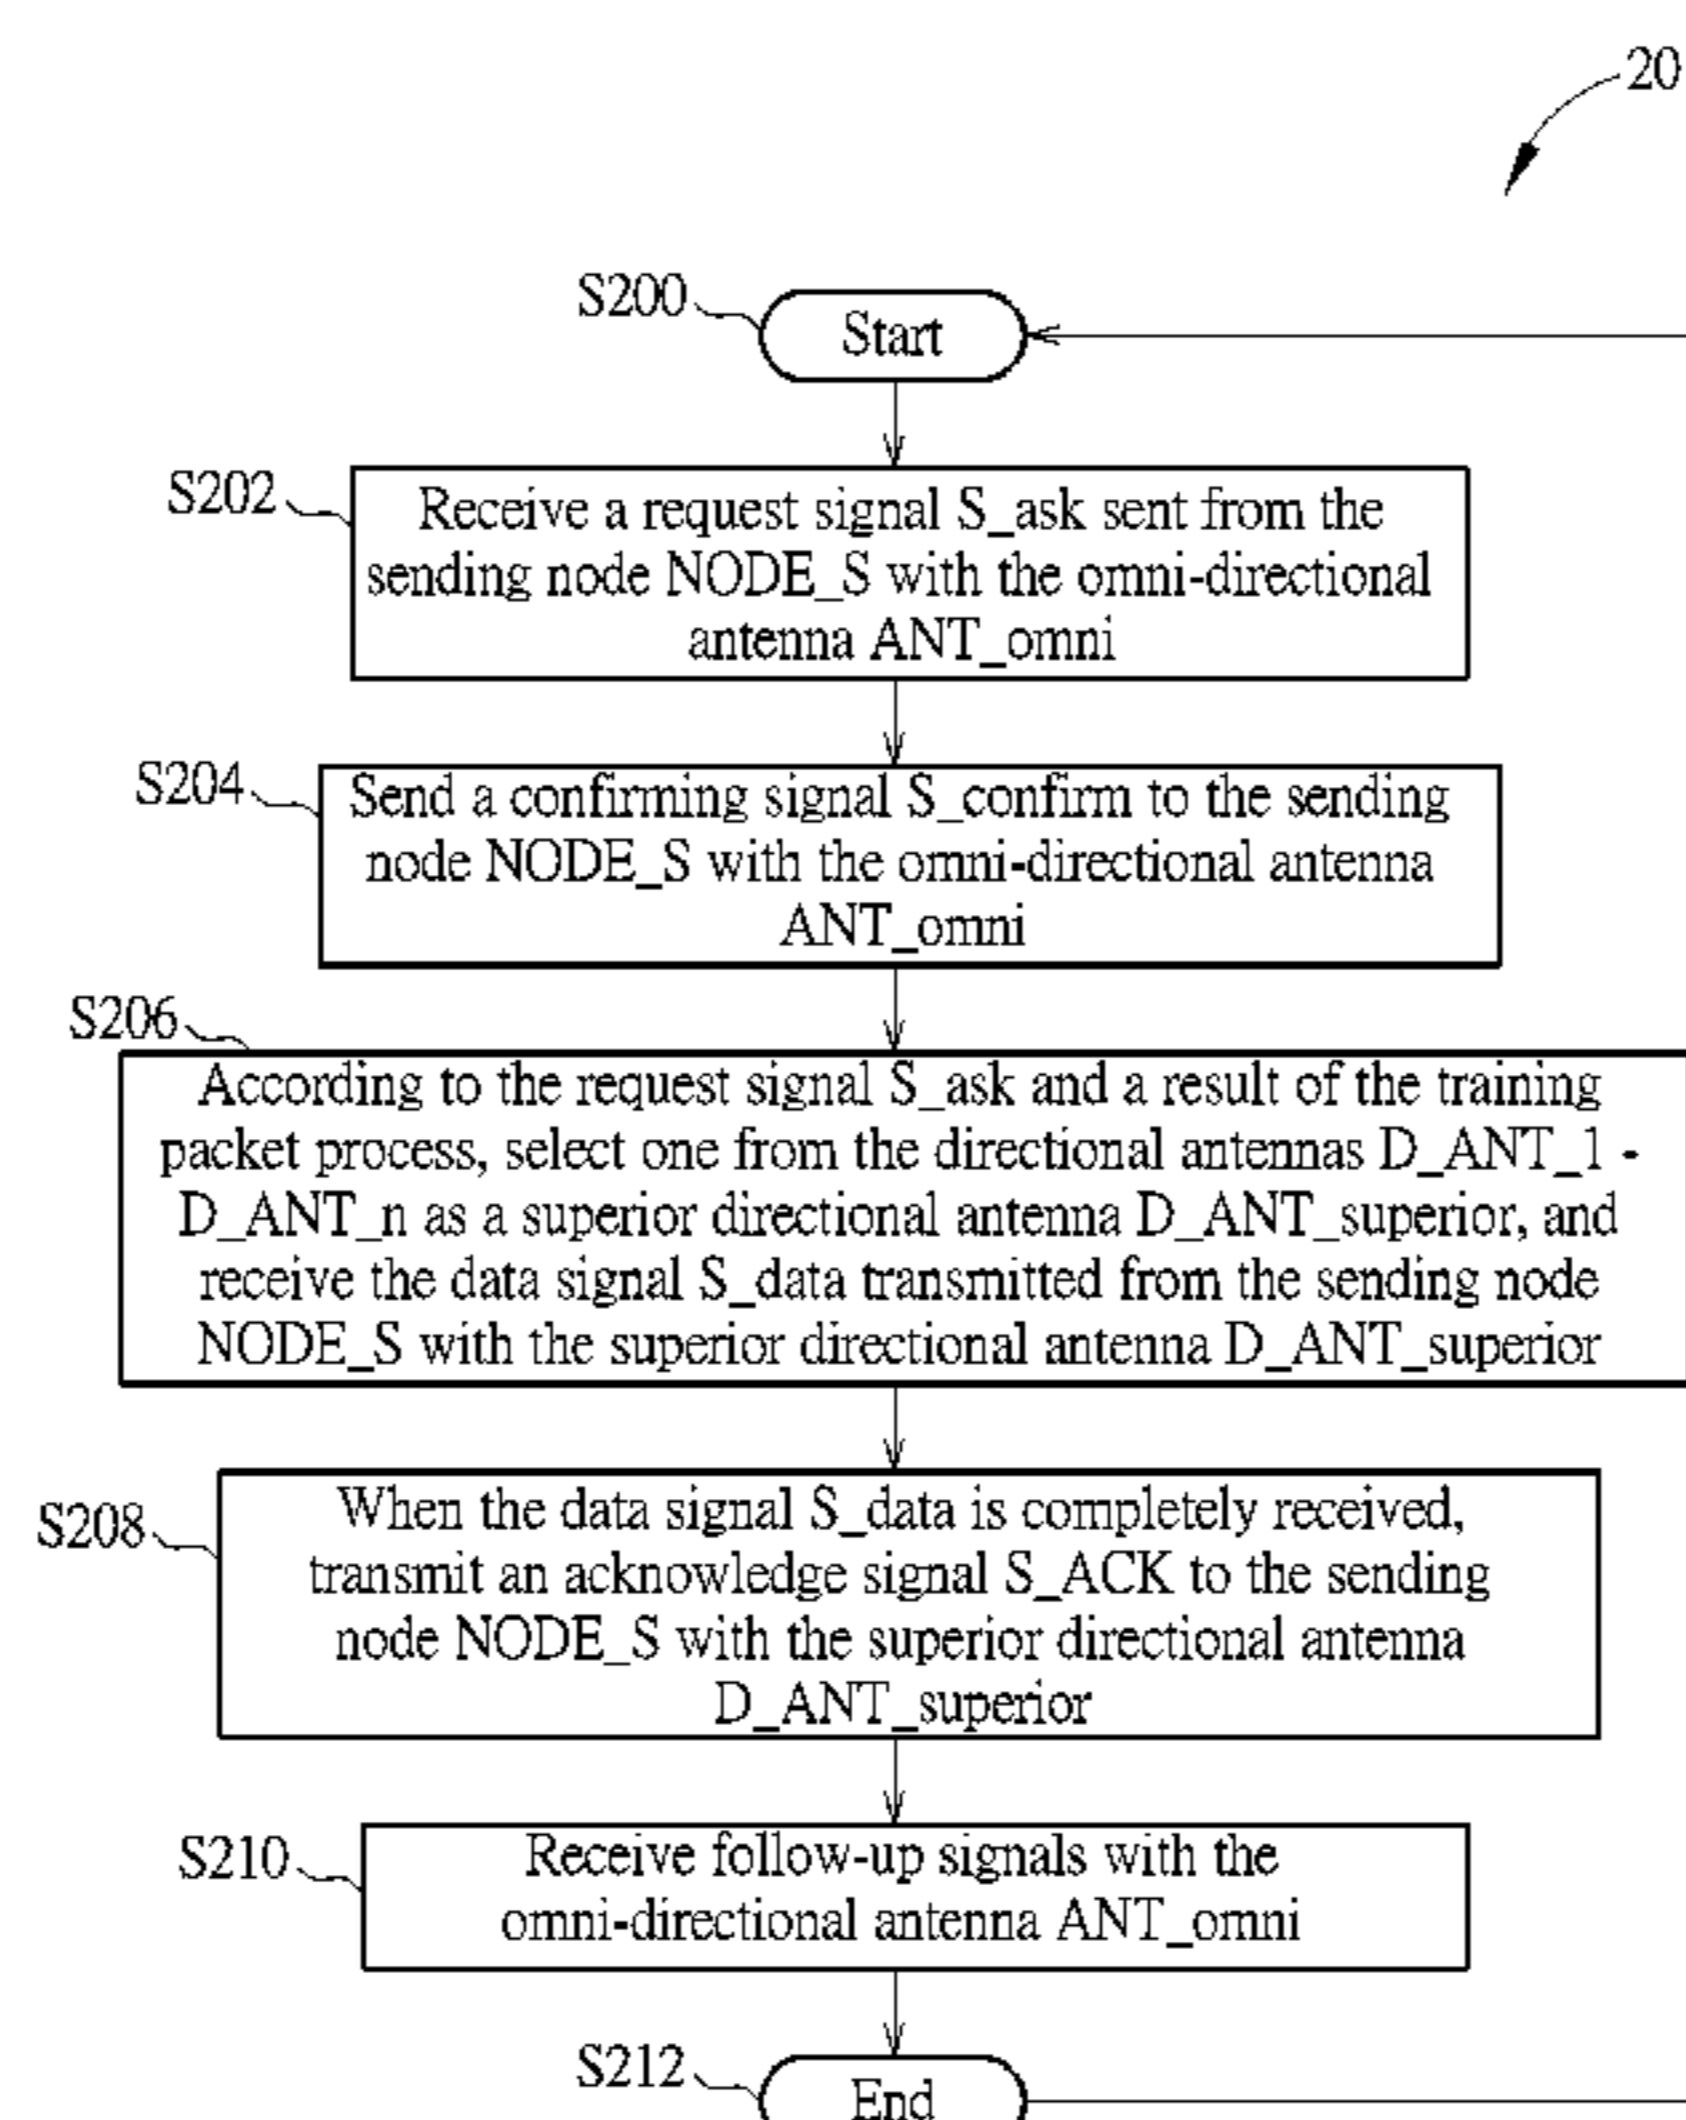 20
S200
Start
S202
Receive a request signal S_ask sent from the
sending node NODE_S with the omni-directional
antenna ANT_omni
S204
Send a confirming signal S_confirm to the sending
node NODE_S with the omni-directional antenna
ANT_omni
S206
According to the request signal S_ask and a result of the training
packet process, select one from the directional antennas D_ANT_1 -
D_ANT_n as a superior directional antenna D_ANT_superior, and
receive the data signal S_data transmitted from the sending node
NODE_S with the superior directional antenna D_ANT_superior
S208
When the data signal S_data is completely received,
transmit an acknowledge signal S_ACK to the sending
node NODE_S with the superior directional antenna
D_ANT_superior
S210
Receive follow-up signals with the
omni-directional antenna ANT_omni
S212
End